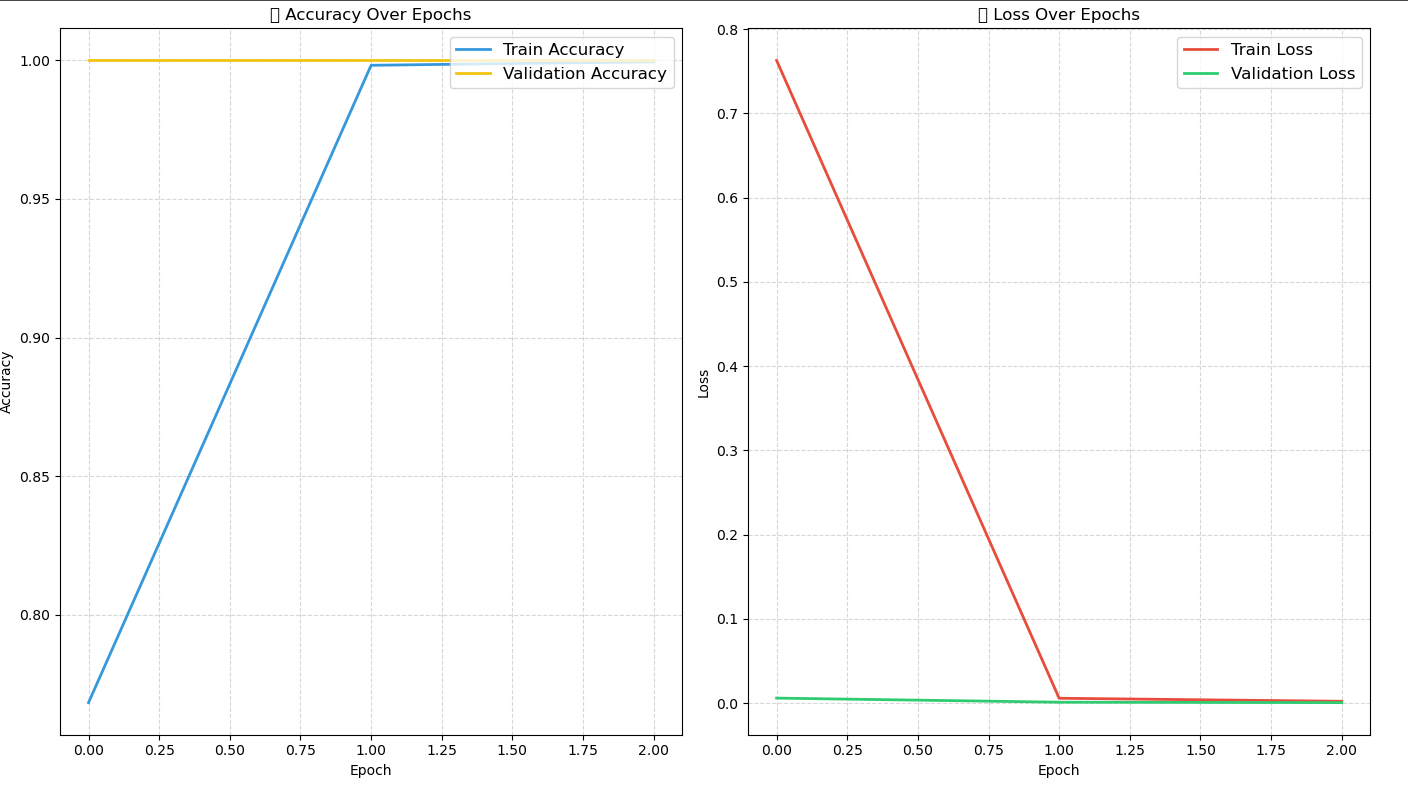 ▯ Accuracy Over Epochs
Train Accuracy
Validation Accuracy
1.00
0.95
0.90
0.85
0.80
Accuracy
0.00 0.25 0.50 0.75 1.00 1.25 1.50 1.75 2.00
Epoch
▯ Loss Over Epochs
Train Loss
Validation Loss
0.8
0.7
0.6
0.5
0.4
0.3
0.2
0.1
0.0
Loss
0.00 0.25 0.50 0.75 1.00 1.25 1.50 1.75 2.00
Epoch